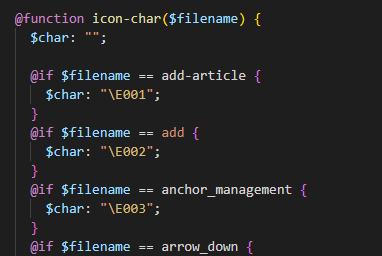 @function icon-char($filename) {
$char: "";
@if $filename == add-article {
$char: "\E001";
}
@if $filename == add {
$char: "\E002";
}
@if $filename == anchor_management {
$char: "\E003";
}
@if $filename == arrow_down {